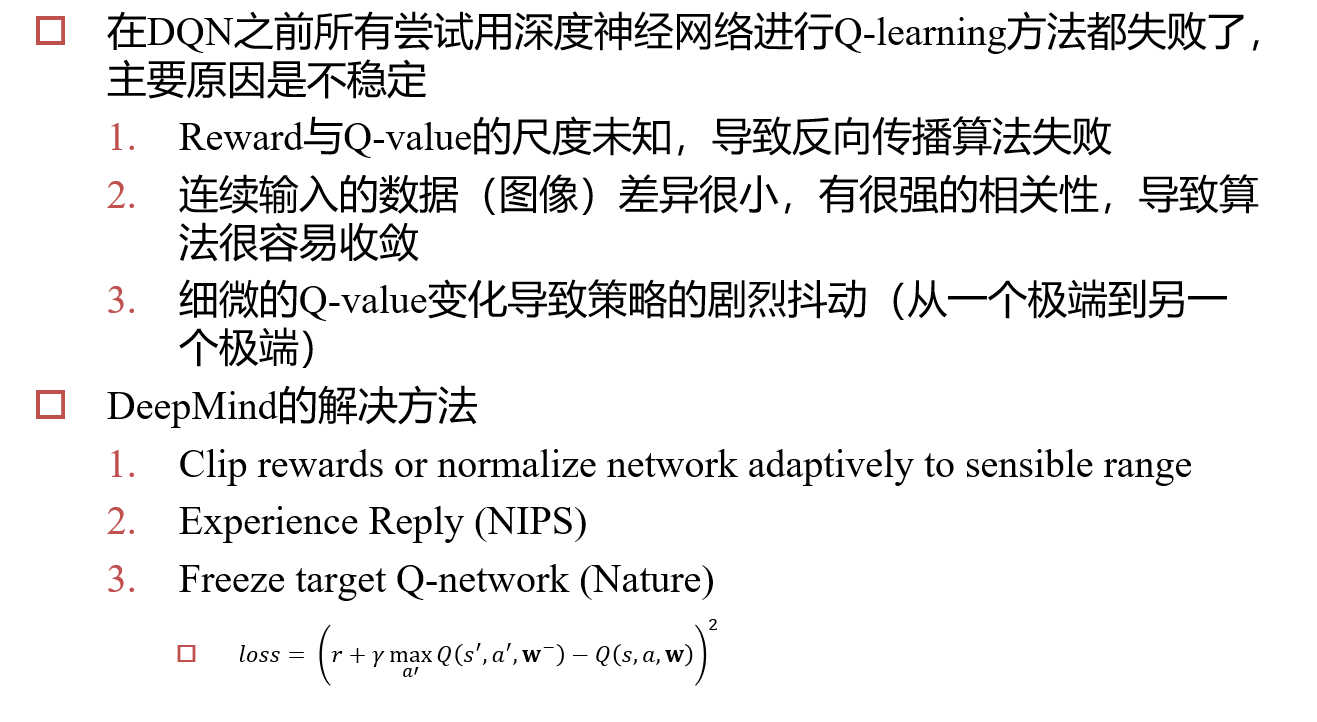 在DQN之前所有尝试用深度神经网络进行Q-learning方法都失败了，
主要原因是不稳定
1. Reward与Q-value的尺度未知，导致反向传播算法失败
2. 连续输入的数据（图像）差异很小，有很强的相关性，导致算
法很容易收敛
3. 细微的Q-value变化导致策略的剧烈抖动（从一个极端到另一
个极端）
DeepMind的解决方法
1. Clip rewards or normalize network adaptively to sensible range
2. Experience Reply (NIPS)
3. Freeze target Q-network (Nature)
loss = (r + γ max_{a′} Q(s′, a′, w⁻) − Q(s, a, w))²